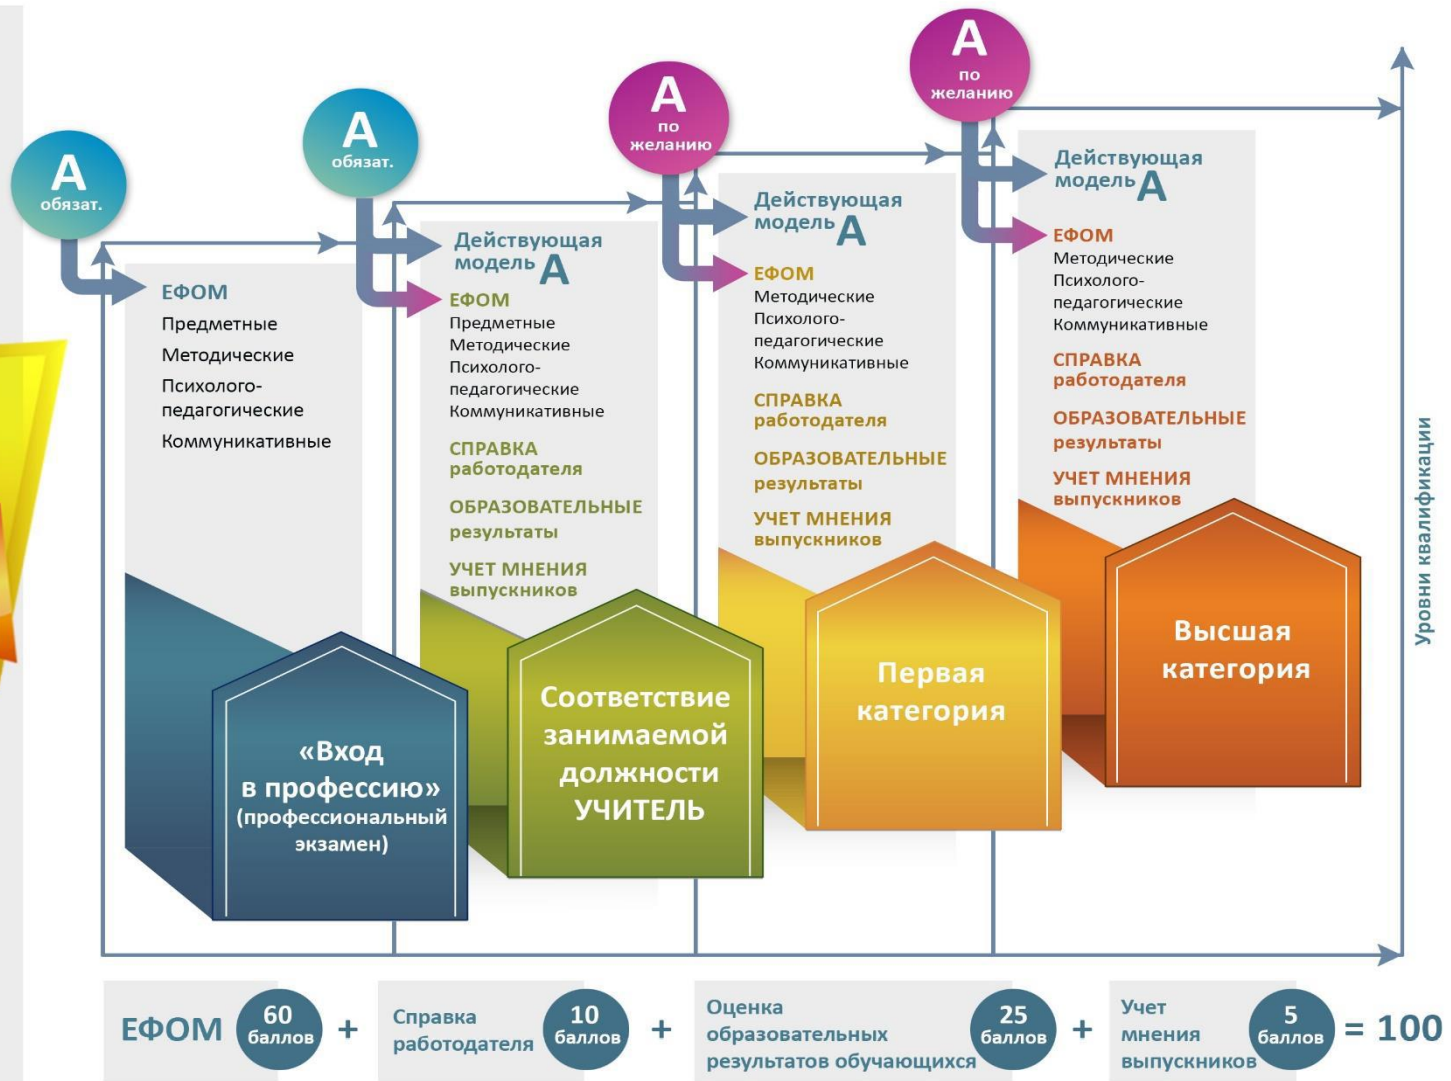 А
обязат.
ЕФОМ
Предметные
Методические
Психолого-
педагогические
Коммуникативные
«Вход
в профессию»
(профессиональный
экзамен)
А
обязат.
Действующая
модель А
ЕФОМ
Предметные
Методические
Психолого-
педагогические
Коммуникативные
СПРАВКА
работодателя
ОБРАЗОВАТЕЛЬНЫЕ
результаты
УЧЕТ МНЕНИЯ
выпускников
Соответствие
занимаемой
должности
УЧИТЕЛЬ
А
по
желанию
Действующая
модель А
ЕФОМ
Методические
Психолого-
педагогические
Коммуникативные
СПРАВКА
работодателя
ОБРАЗОВАТЕЛЬНЫЕ
результаты
УЧЕТ МНЕНИЯ
выпускников
Первая
категория
А
по
желанию
Действующая
модель А
ЕФОМ
Методические
Психолого-
педагогические
Коммуникативные
СПРАВКА
работодателя
ОБРАЗОВАТЕЛЬНЫЕ
результаты
УЧЕТ МНЕНИЯ
выпускников
Высшая
категория
Уровни квалификации
ЕФОМ
60
баллов
+
Справка
работодателя
10
баллов
+
Оценка
образовательных
результатов обучающихся
25
баллов
+
Учет
мнения
выпускников
5
баллов
= 100